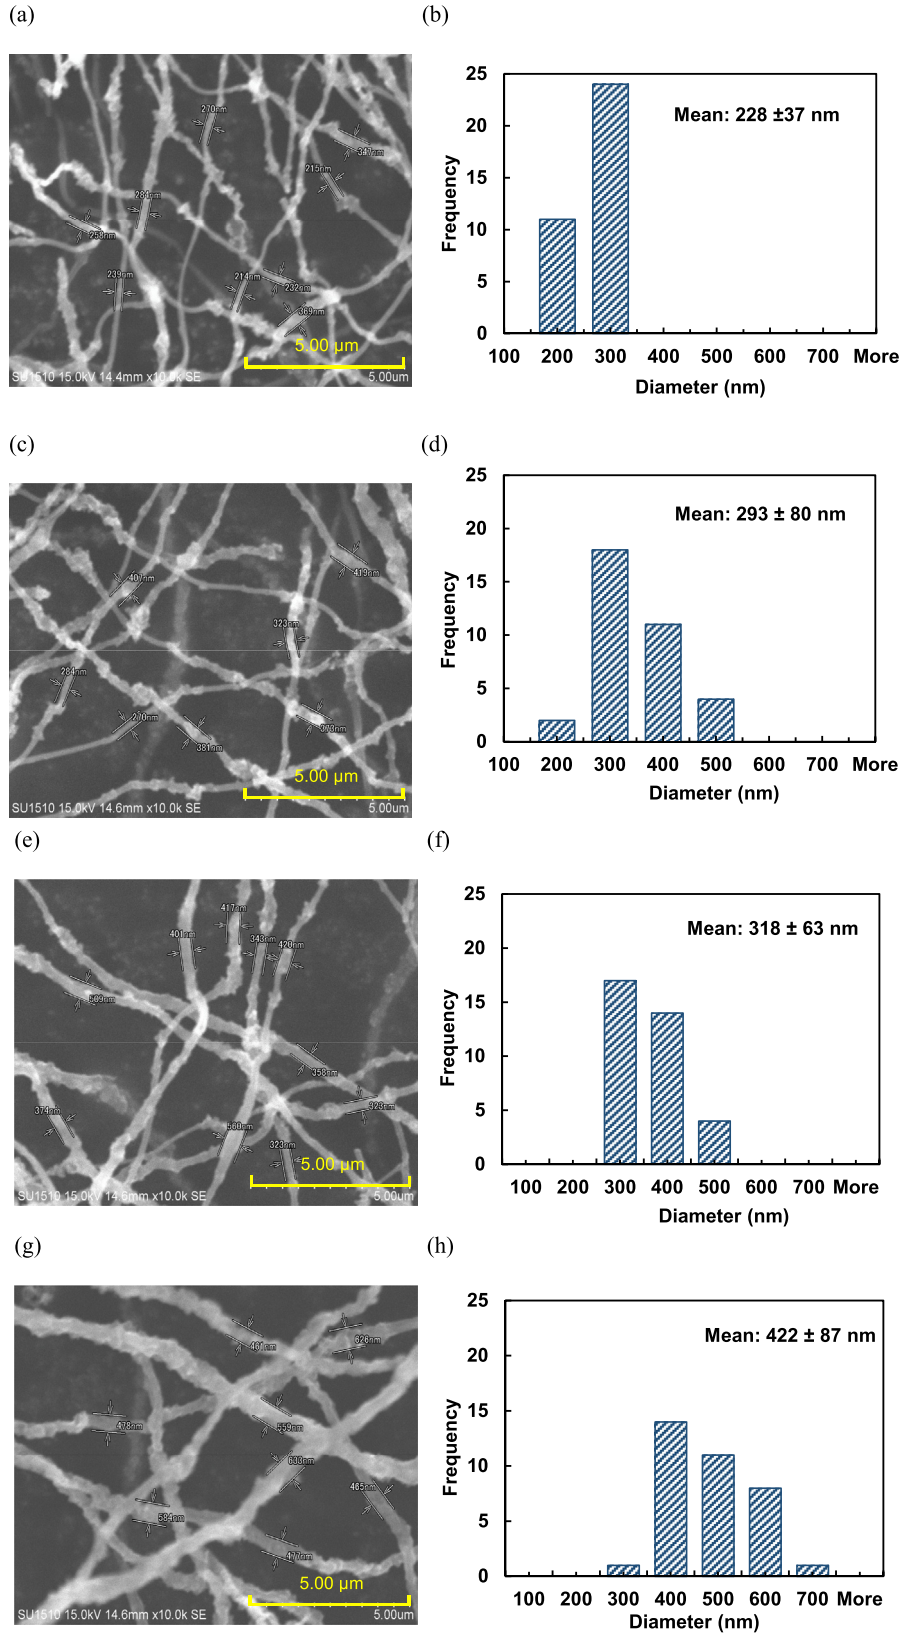 (a)
(b)
270nm
347nm
215nm
284nm
258nm
239nm
214nm
232nm
369nm
5.00 µm
SU1510 15.0kV 14.4mm x10.0k SE
5.00um
25
20
15
10
5
0
Frequency
Mean: 228 ±37 nm
100 200 300 400 500 600 700 More
Diameter (nm)
(c)
(d)
407nm
419nm
323nm
284nm
270nm
373nm
381nm
5.00 µm
SU1510 15.0kV 14.6mm x10.0k SE
5.00um
25
20
15
10
5
0
Frequency
Mean: 293 ± 80 nm
100 200 300 400 500 600 700 More
Diameter (nm)
(e)
(f)
417nm
401nm
343nm
420nm
509nm
358nm
323nm
374nm
560nm
323nm
5.00 µm
SU1510 15.0kV 14.6mm x10.0k SE
5.00um
25
20
15
10
5
0
Frequency
Mean: 318 ± 63 nm
100 200 300 400 500 600 700 More
Diameter (nm)
(g)
(h)
461nm
626nm
559nm
478nm
633nm
465nm
584nm
477nm
5.00 µm
SU1510 15.0kV 14.6mm x10.0k SE
5.00um
25
20
15
10
5
0
Frequency
Mean: 422 ± 87 nm
100 200 300 400 500 600 700 More
Diameter (nm)